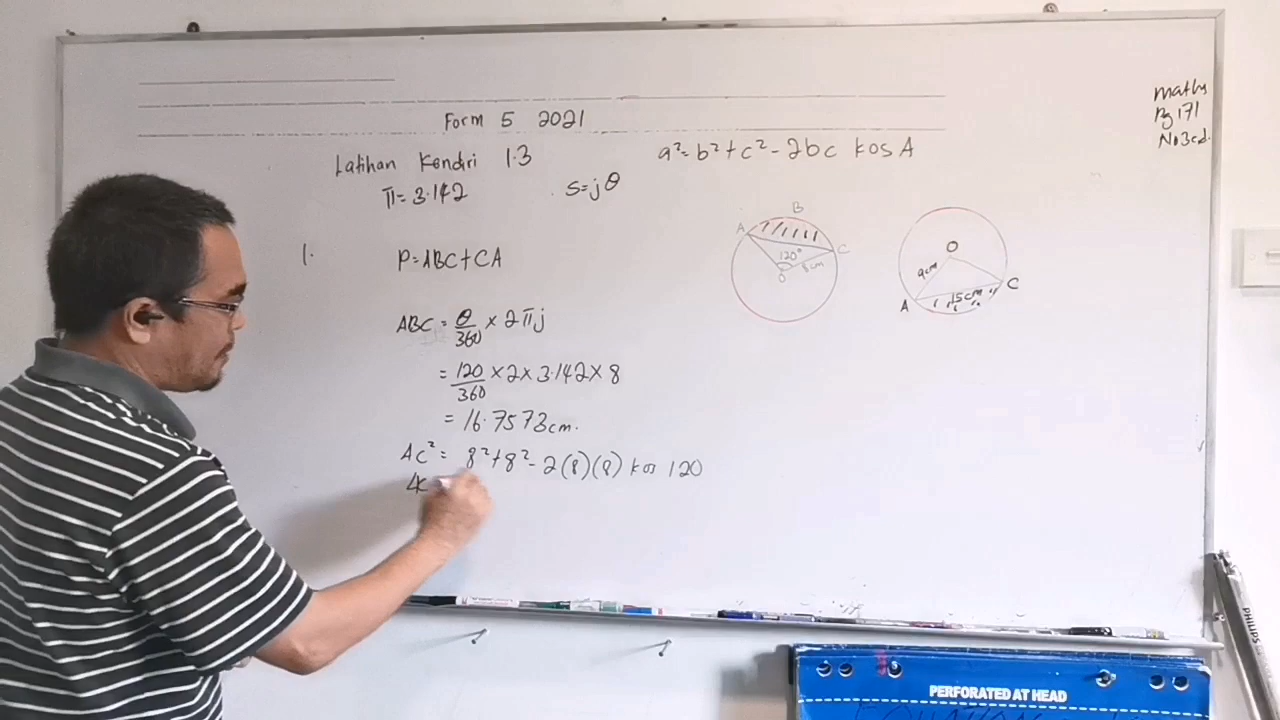 Form 5 2021
maths
Pg 171
No3cd.
Latihan Kendiri 1.3
a² = b² + c² - 2bc kos A
π = 3.142
s = jθ
1.
P = ABC + CA
A
B
C
120°
8cm
O
O
9cm
A
15cm
C
ABC = θ/360 × 2πj
= 120/360 × 2 × 3.142 × 8
= 16.7573cm.
AC² = 8² + 8² - 2(8)(8) kos 120
AC
PERFORATED AT HEAD
PHILIPS